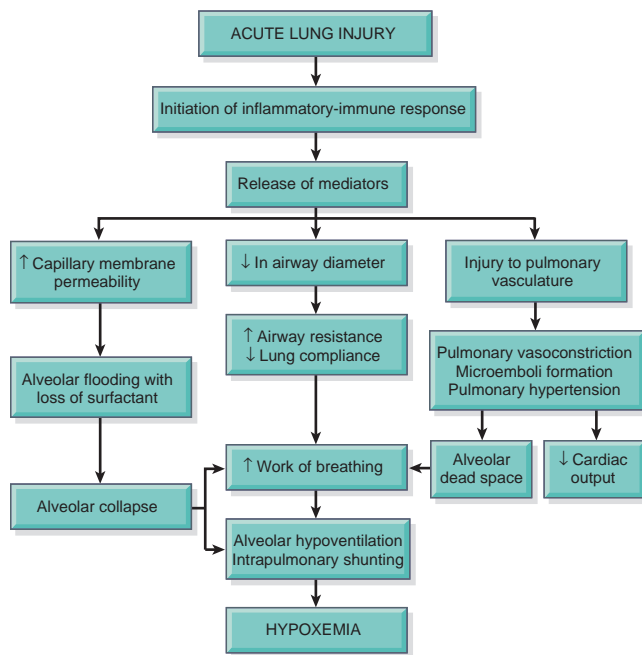 ACUTE LUNG INJURY
Initiation of inflammatory-immune response
Release of mediators
↑ Capillary membrane
permeability
↓ In airway diameter
Injury to pulmonary
vasculature
↑ Airway resistance
↓ Lung compliance
Pulmonary vasoconstriction
Microemboli formation
Pulmonary hypertension
Alveolar flooding with
loss of surfactant
↑ Work of breathing
Alveolar
dead space
↓ Cardiac
output
Alveolar collapse
Alveolar hypoventilation
Intrapulmonary shunting
HYPOXEMIA